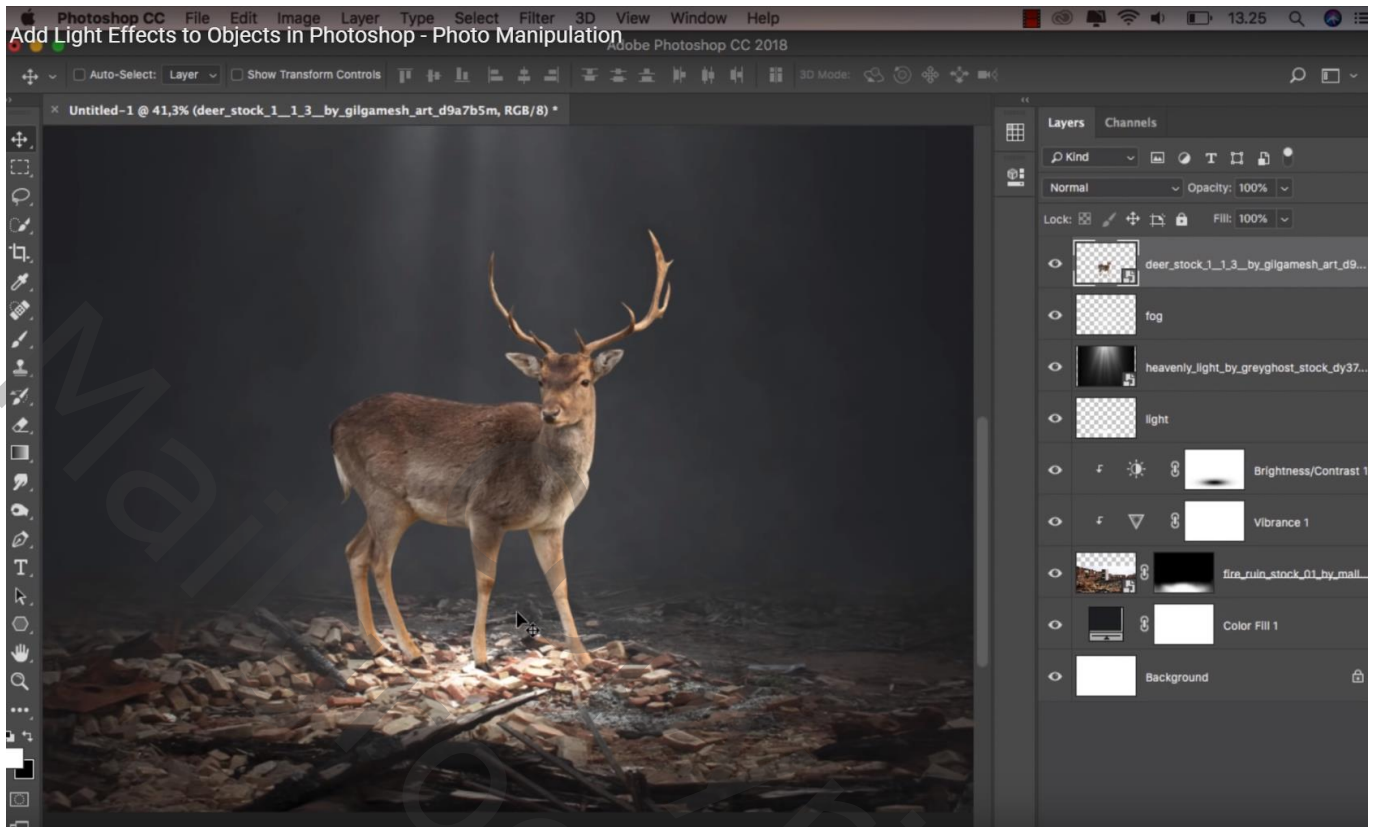 Photoshop CC File Edit Image Layer Type Select Filter 3D View Window Help 13.25
Add Light Effects to Objects in Photoshop - Photo Manipulation
Adobe Photoshop CC 2018
Auto-Select: Layer Show Transform Controls 3D Mode:
Untitled-1 @ 41,3% (deer_stock_1__1_3__by_gilgamesh_art_d9a7b5m, RGB/8) *
Layers Channels
Kind
Normal Opacity: 100%
Lock: Fill: 100%
deer_stock_1__1_3__by_gilgamesh_art_d9...
fog
heavenly_light_by_greyghost_stock_dy37...
light
Brightness/Contrast 1
Vibrance 1
fire_ruin_stock_01_by_mall...
Color Fill 1
Background